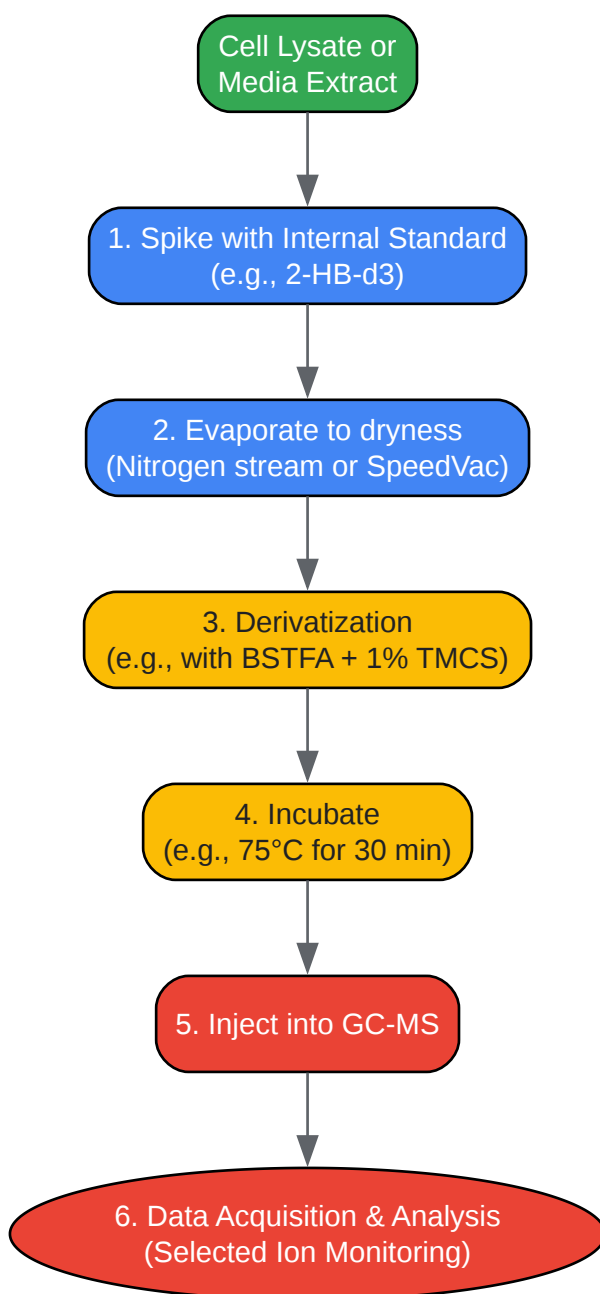 Cell Lysate or
Media Extract
1. Spike with Internal Standard
(e.g., 2-HB-d3)
2. Evaporate to dryness
(Nitrogen stream or SpeedVac)
3. Derivatization
(e.g., with BSTFA + 1% TMCS)
4. Incubate
(e.g., 75°C for 30 min)
5. Inject into GC-MS
6. Data Acquisition & Analysis
(Selected Ion Monitoring)